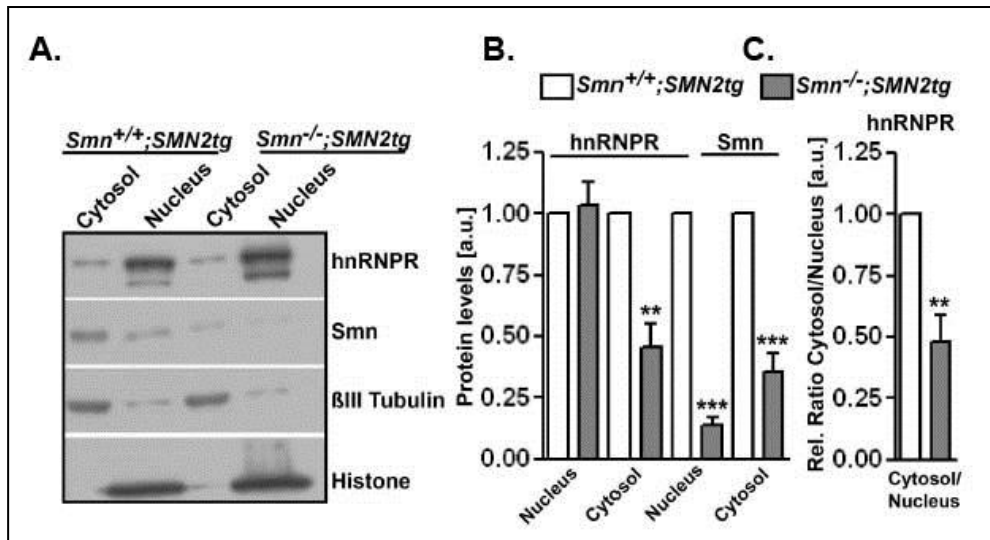 A.
Smn+/+;SMN2tg Smn-/-;SMN2tg
Cytosol Nucleus Cytosol Nucleus
hnRNPR
Smn
ßIII Tubulin
Histone
B. C.
Smn+/+;SMN2tg Smn-/-;SMN2tg
hnRNPR Smn
Protein levels [a.u.]
1.25
1.00
0.75
0.50
0.25
0.00
** *** ***
Nucleus Cytosol Nucleus Cytosol
hnRNPR
Rel. Ratio Cytosol/Nucleus [a.u.]
1.25
1.00
0.75
0.50
0.25
0.00
**
Cytosol/
Nucleus